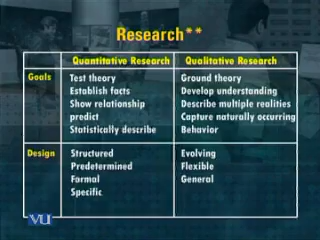 Research**
Quantitative Research Qualitative Research
Goals Test theory Ground theory
Establish facts Develop understanding
Show relationship Describe multiple realities
predict Capture naturally occurring
Statistically describe Behavior
Design Structured Evolving
Predetermined Flexible
Formal General
Specific
VU